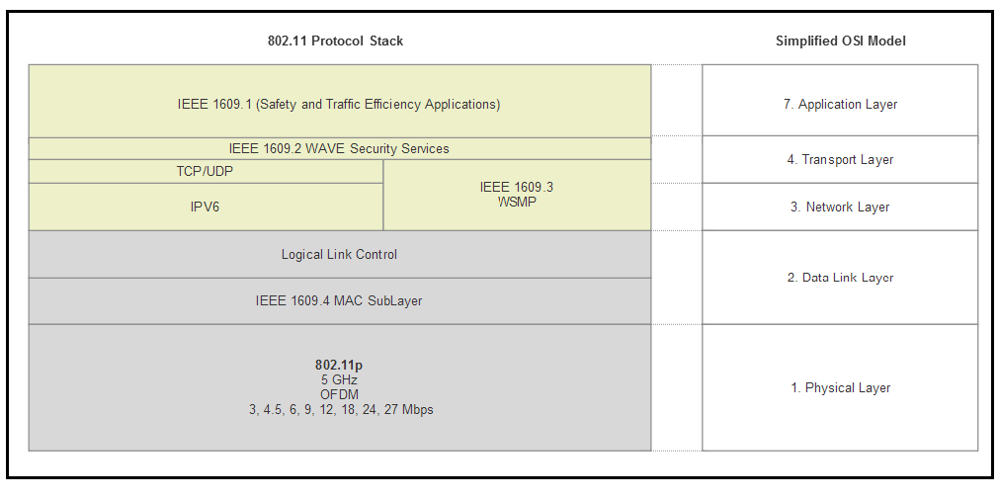 802.11 Protocol Stack
Simplified OSI Model
IEEE 1609.1 (Safety and Traffic Efficiency Applications)
7. Application Layer
IEEE 1609.2 WAVE Security Services
TCP/UDP
4. Transport Layer
IEEE 1609.3
WSMP
IPV6
3. Network Layer
Logical Link Control
2. Data Link Layer
IEEE 1609.4 MAC SubLayer
802.11p
5 GHz
OFDM
3, 4.5, 6, 9, 12, 18, 24, 27 Mbps
1. Physical Layer